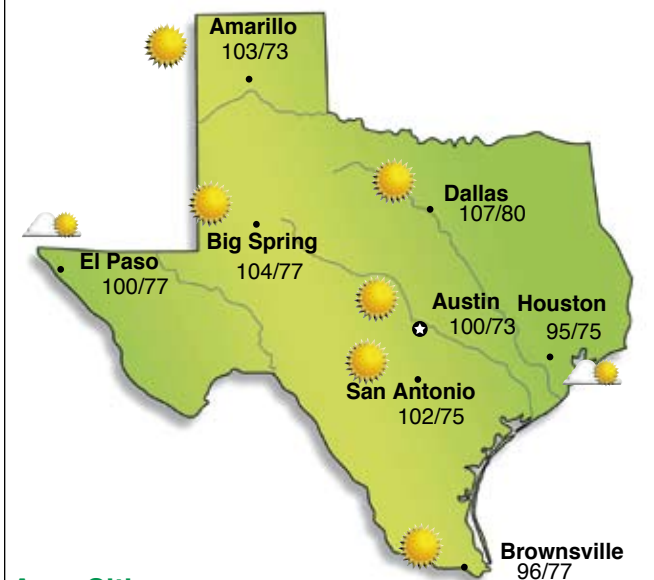 Amarillo
103/73
Dallas
107/80
Big Spring
104/77
El Paso
100/77
Austin
100/73
Houston
95/75
San Antonio
102/75
Brownsville
96/77